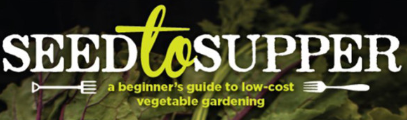 SEEDtoSUPPER
a beginner's guide to low-cost
vegetable gardening